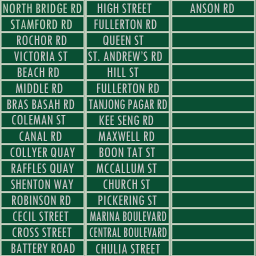 NORTH BRIDGE RD
STAMFORD RD
ROCHOR RD
VICTORIA ST
BEACH RD
MIDDLE RD
BRAS BASAH RD
COLEMAN ST
CANAL RD
COLLYER QUAY
RAFFLES QUAY
SHENTON WAY
ROBINSON RD
CECIL STREET
CROSS STREET
BATTERY ROAD
HIGH STREET
FULLERTON RD
QUEEN ST
ST. ANDREW'S RD
HILL ST
FULLERTON RD
TANJONG PAGAR RD
KEE SENG RD
MAXWELL RD
BOON TAT ST
MCCALLUM ST
CHURCH ST
PICKERING ST
MARINA BOULEVARD
CENTRAL BOULEVARD
CHULIA STREET
ANSON RD